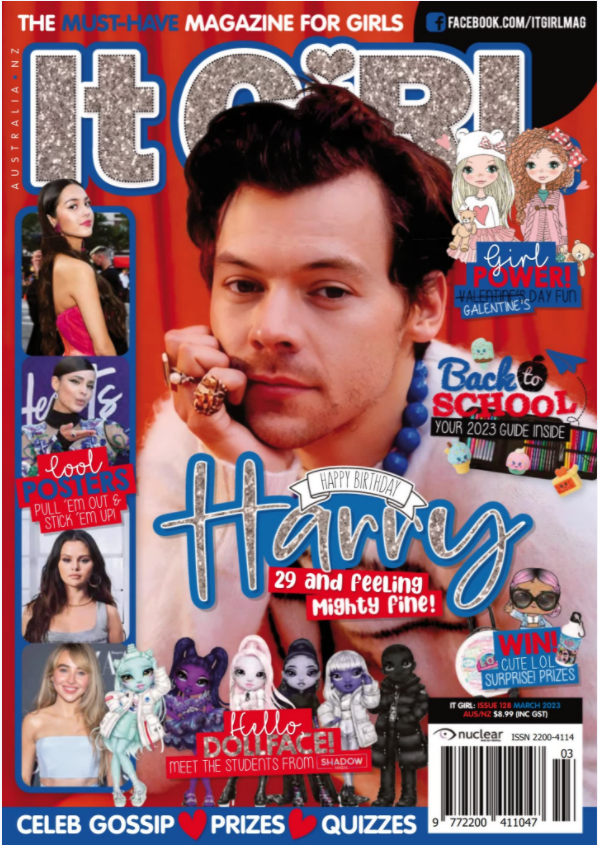 THE MUST-HAVE MAGAZINE FOR GIRLS
f FACEBOOK.COM/ITGIRLMAG
AUSTRALIA + NZ
It GiRl
Girl
POWER!
VALENTINE'S DAY FUN
GALENTINE'S
Back to
SCHOOL
YOUR 2023 GUIDE INSIDE
Cool
POSTERS
PULL 'EM OUT &
STICK 'EM UP!
HAPPY BIRTHDAY
Harry
29 and feeling
mighty fine!
WIN!
CUTE LOL
SURPRISE! PRIZES
Hello,
DOLLFACE!
MEET THE STUDENTS FROM SHADOW
IT GIRL: ISSUE 128 MARCH 2023
AUS/NZ $8.99 (INC GST)
nuclear
ISSN 2200-4114
03
9 772200 411047
CELEB GOSSIP PRIZES QUIZZES